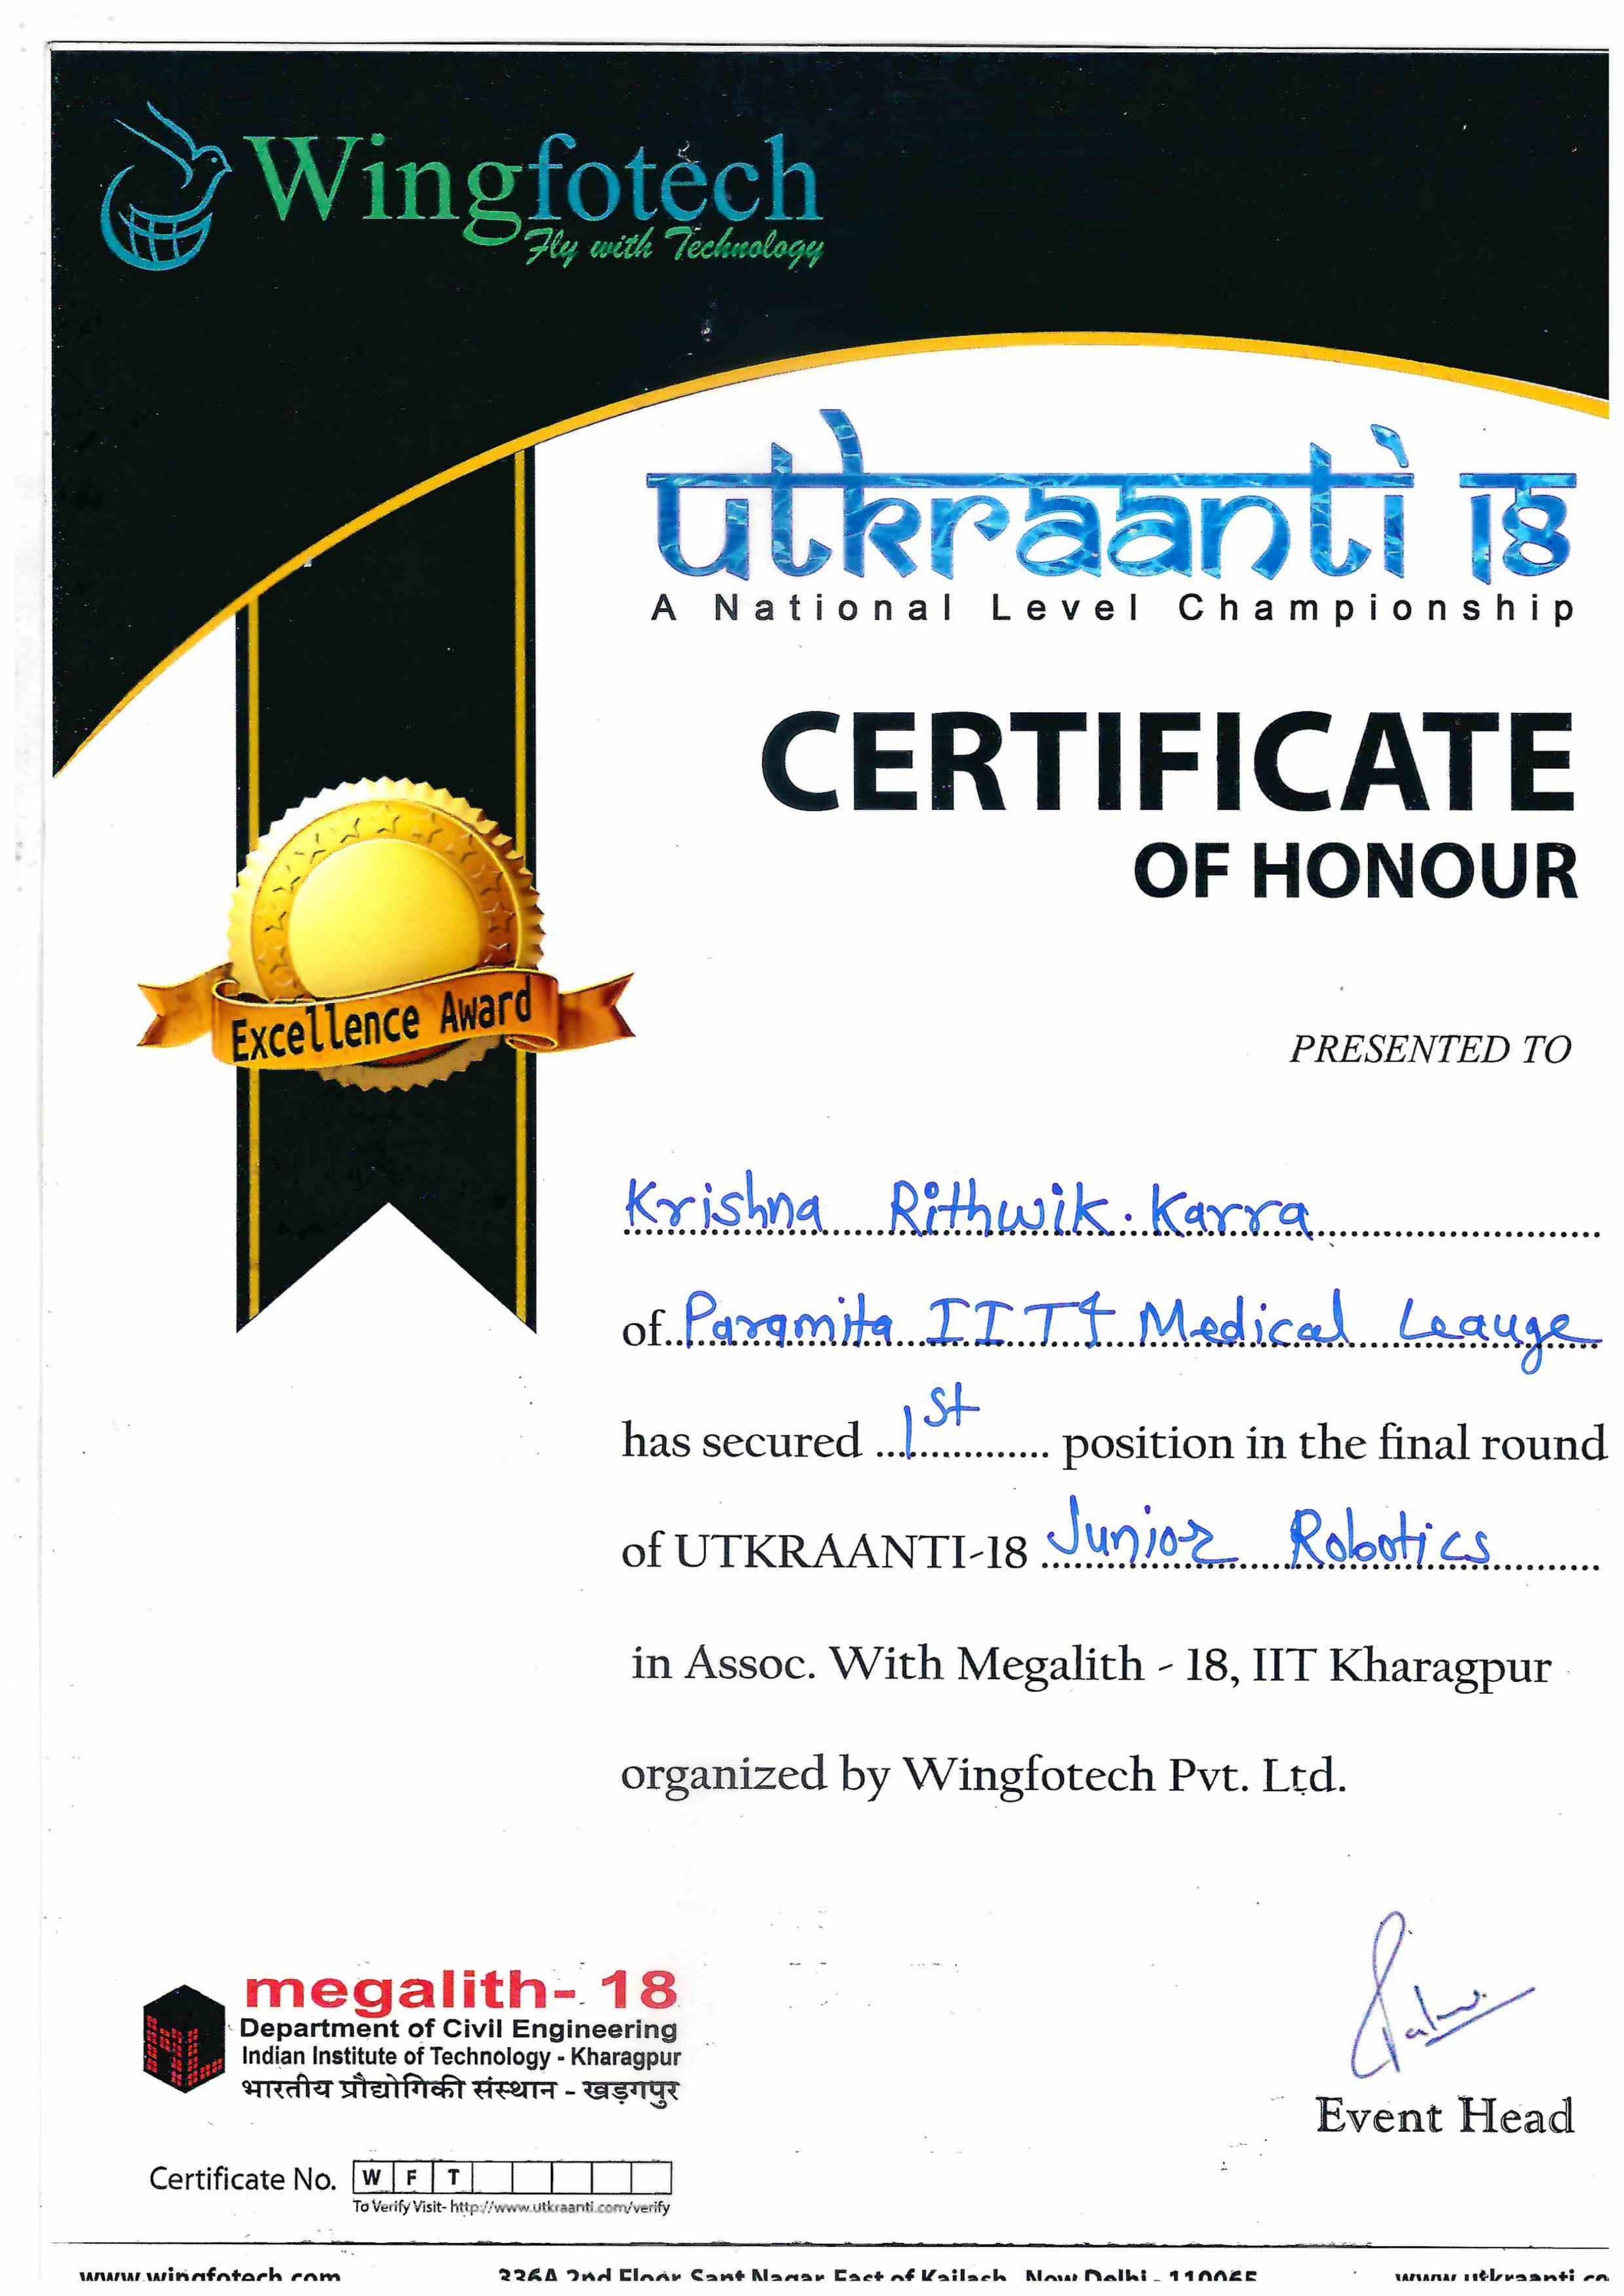 Wingfotech
Fly with Technology
utkraanti 18
A National Level Championship
CERTIFICATE
OF HONOUR
Excellence Award
PRESENTED TO
Krishna Rithwik. Karra
of Paramita IIT & Medical Leauge
has secured 1st position in the final round
of UTKRAANTI-18 Junior Robotics
in Assoc. With Megalith - 18, IIT Kharagpur
organized by Wingfotech Pvt. Ltd.
megalith- 18
Department of Civil Engineering
Indian Institute of Technology - Kharagpur
भारतीय प्रौद्योगिकी संस्थान - खड़गपुर
Event Head
Certificate No. W F T
To Verify Visit- http://www.utkraanti.com/verify
www.wingfotech.com 336A 2nd Floor Sant Nagar East of Kailash New Delhi - 110065 www.utkraanti.co